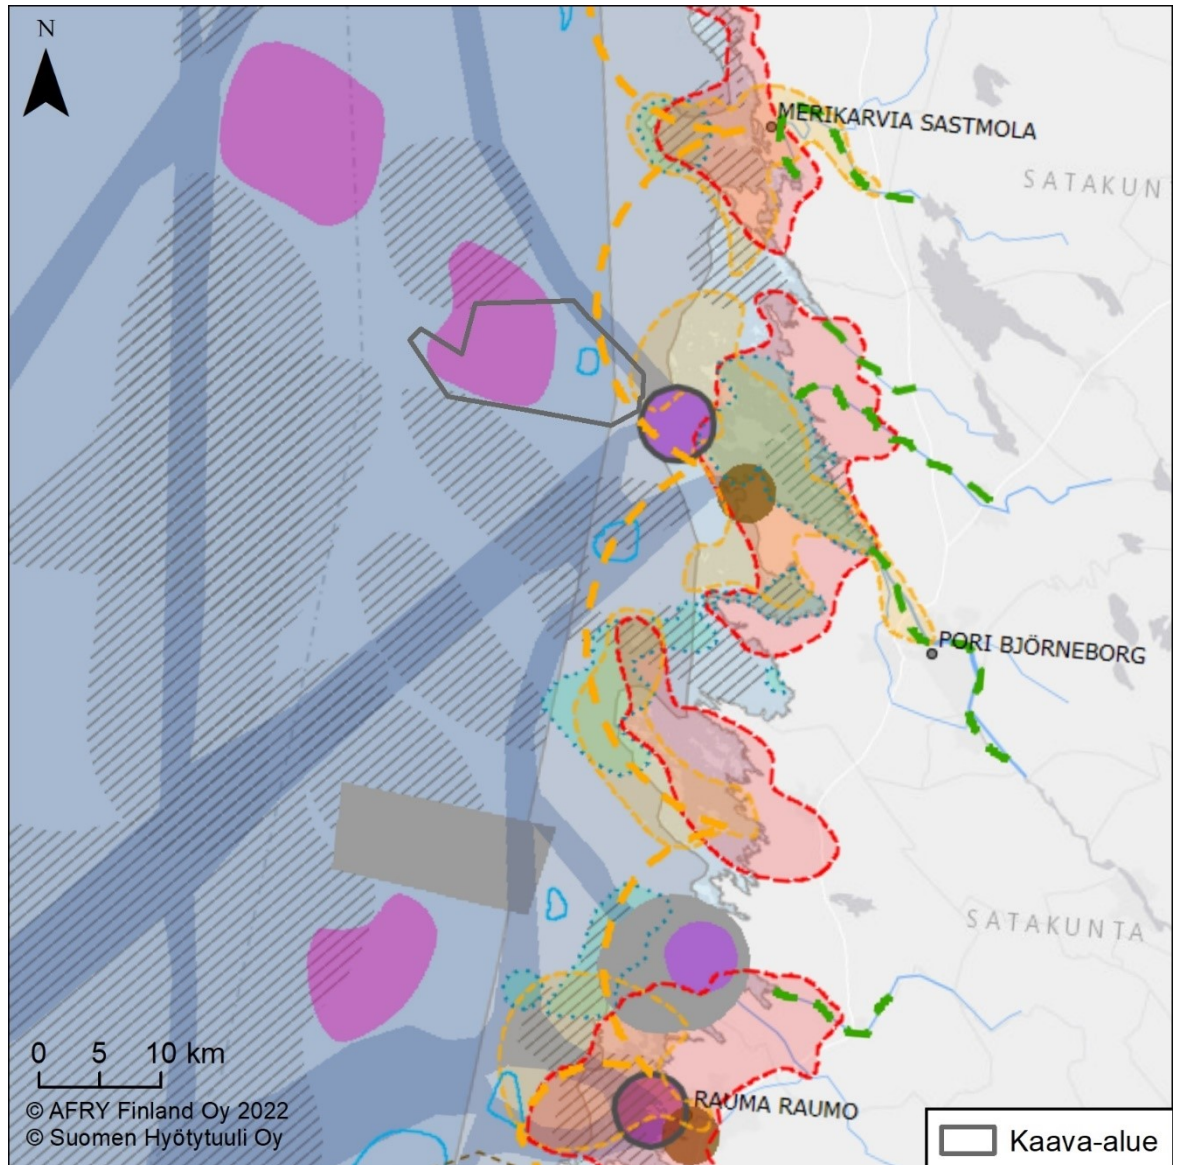 N
MERIKARVIA SASTMOLA
SATAKUN
PORI BJÖRNEBORG
SATAKUNTA
0 5 10 km
RAUMA RAUMO
© AFRY Finland Oy 2022
© Suomen Hyötytuuli Oy
Kaava-alue